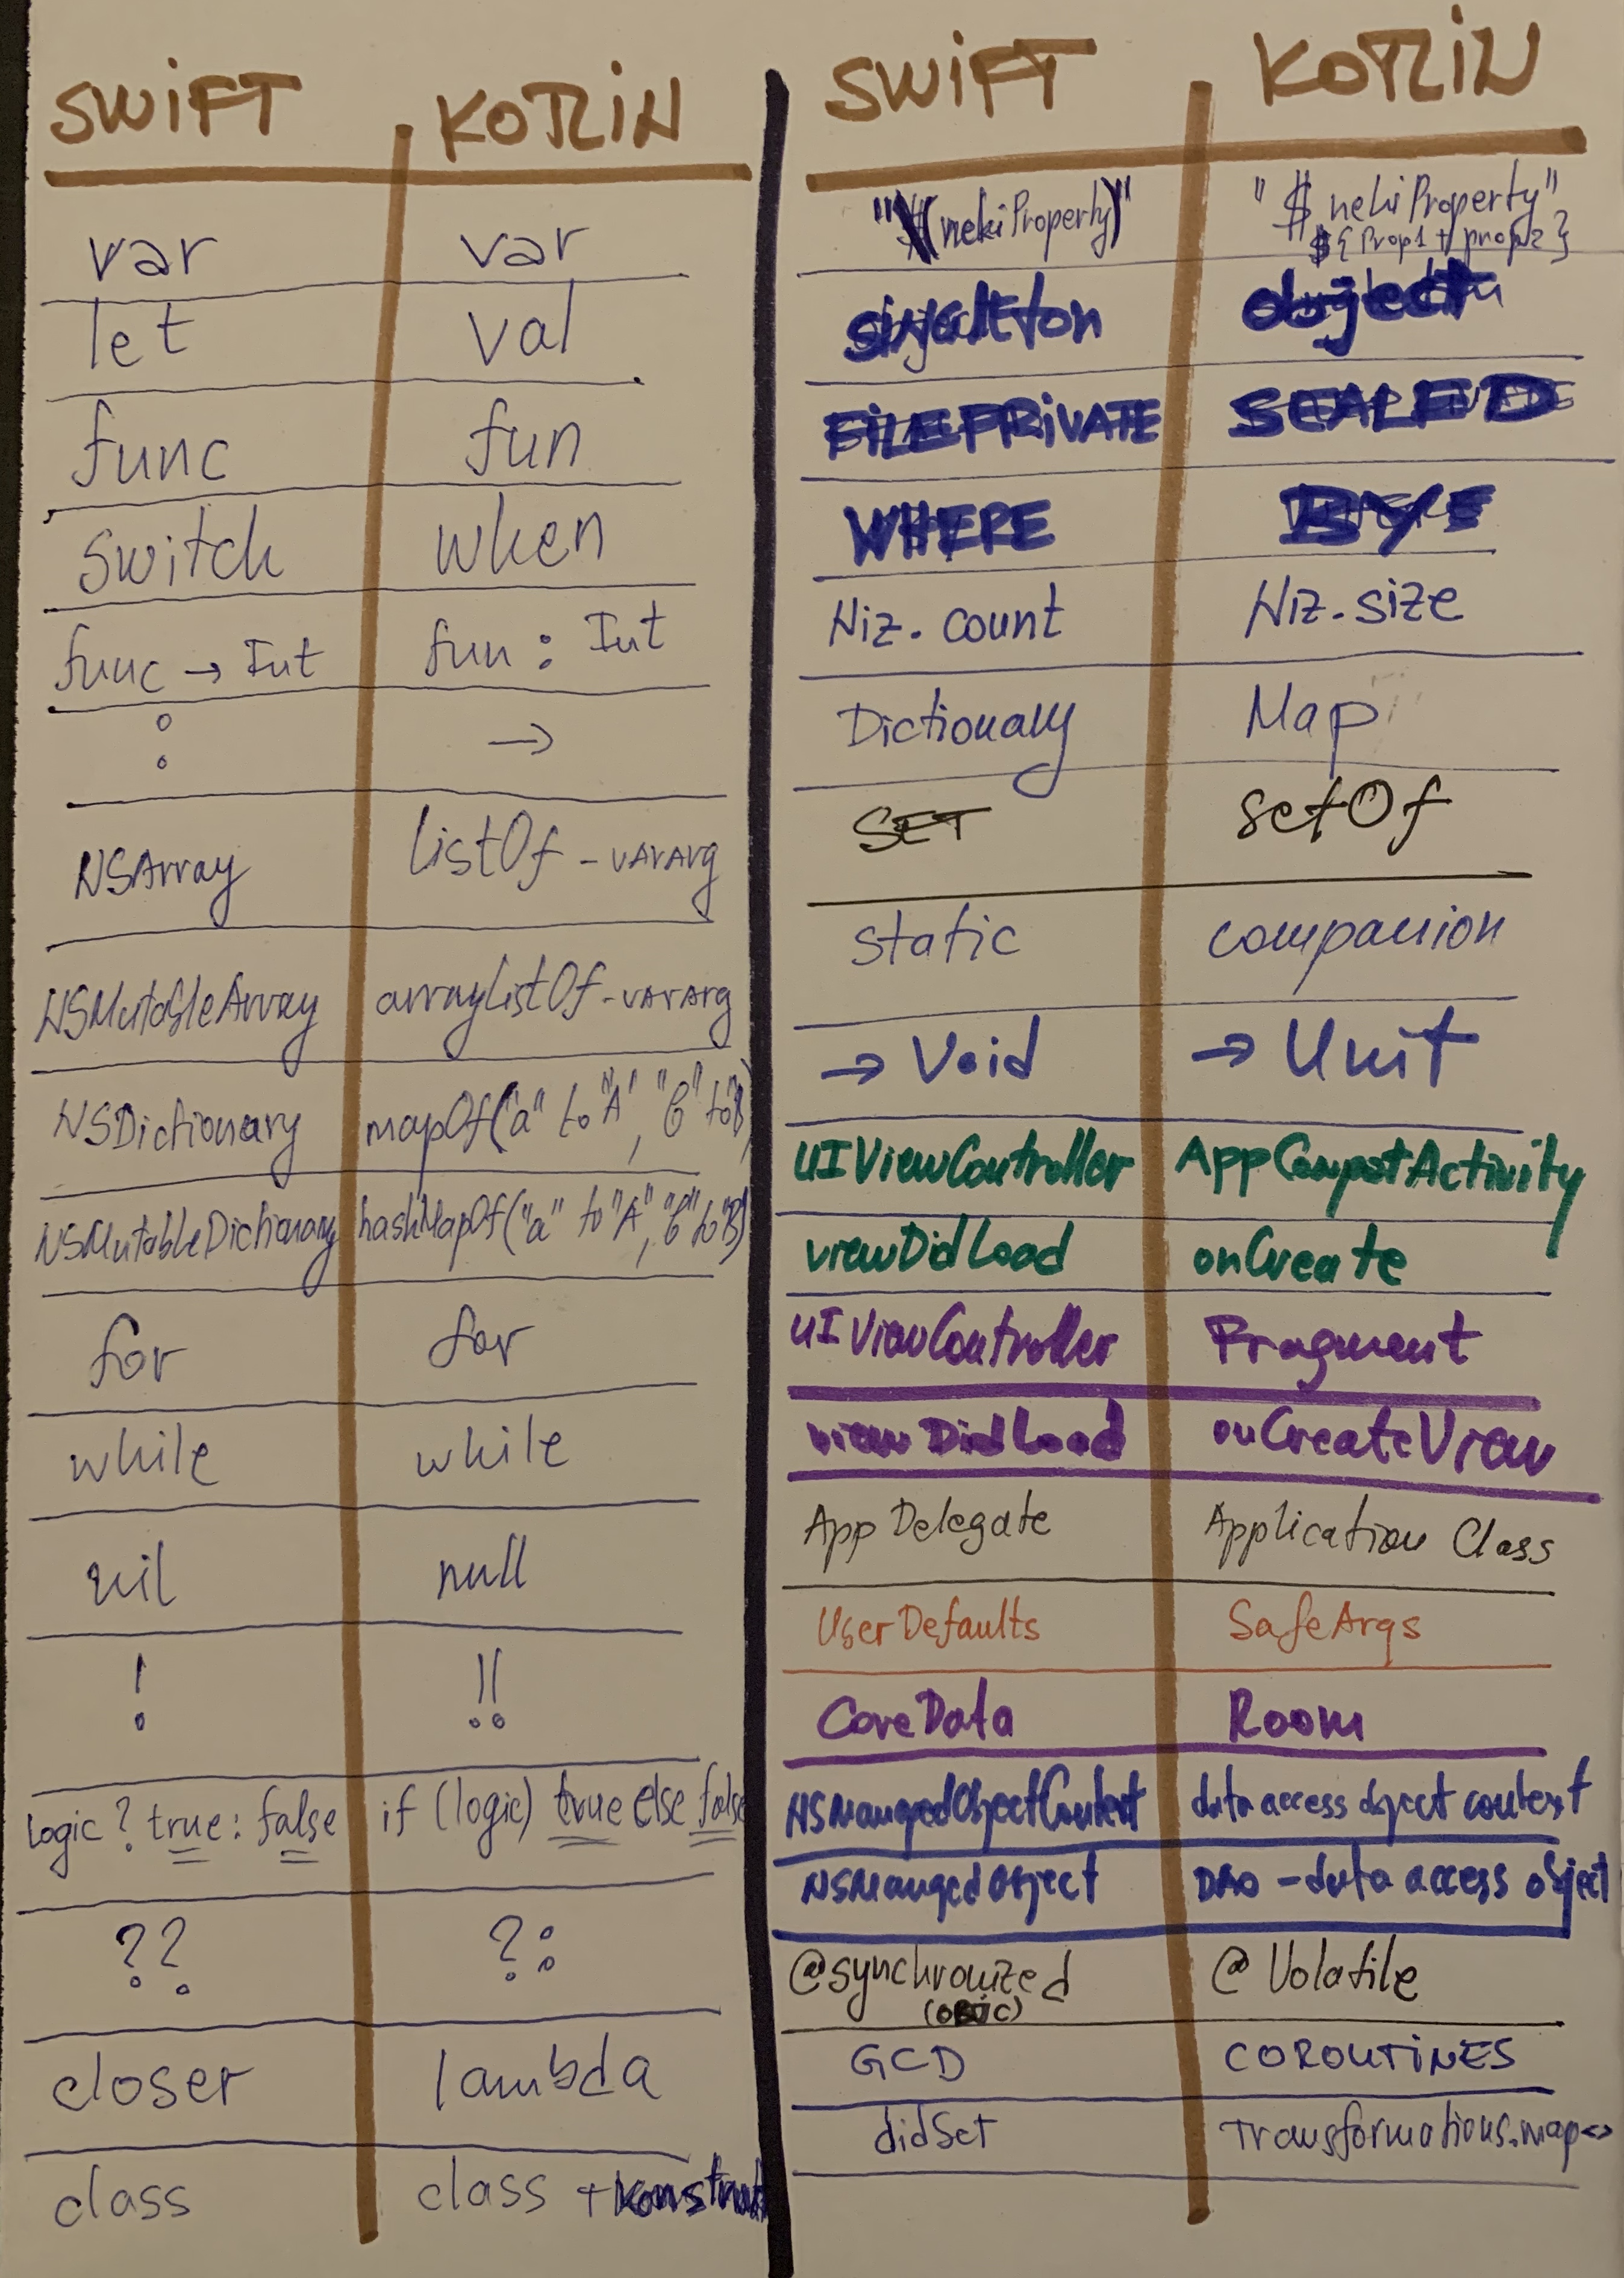 SWiFT KOTLiN
var var
let val
func fun
switch when
func → Int fun : Int
: →
NSArray listOf - VARArg
NSMutableArray arrayListOf - VARArg
NSDictionary mapOf("a" to "A", "b" to "B")
NSMutableDictionary hashMapOf("a" to "A", "b" to "B")
for for
while while
nil null
! !!
logic ? true : false if (logic) true else false
?? ?:
closer lambda
class class +
SWiFT KOTLiN
"\(nekiProperty)" "$ nekiProperty"
${Prop1 + prop2}
singleton object
FiLEPRiVATE SEALED
WHERE BY
Niz. count Niz. size
Dictionary Map
SET setOf
static companion
→ Void → Unit
UIViewController AppCompatActivity
viewDidLoad onCreate
UIViewController Fragment
viewDidLoad onCreateView
App Delegate Application Class
UserDefaults SafeArgs
CoreData Room
NSManagedObjectContext data access object context
NSManagedObject DAO - data access object
@synchronized @Volatile
(OBJC)
GCD COROUTiNES
didSet Transformations.map<>